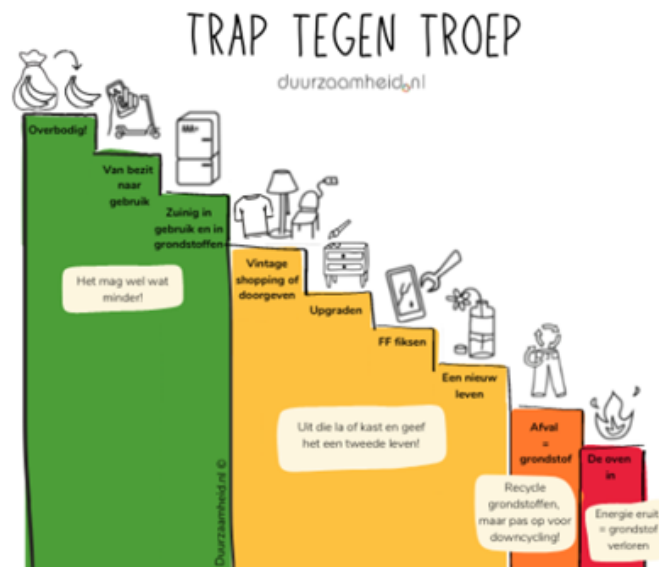 TRAP TEGEN TROEP
duurzaamheid.nl
Overbodig!
Van bezit
naar
gebruik
Zuinig in
gebruik en in
grondstoffen
Het mag wel wat
minder!
Vintage
shopping of
doorgeven
Upgraden
FF fiksen
Een nieuw
leven
Uit die la of kast en geef
het een tweede leven!
Afval
=
grondstof
Recycle
grondstoffen,
maar pas op voor
downcycling!
De oven
in
Energie eruit
= grondstof
verloren
Duurzaamheid.nl ©